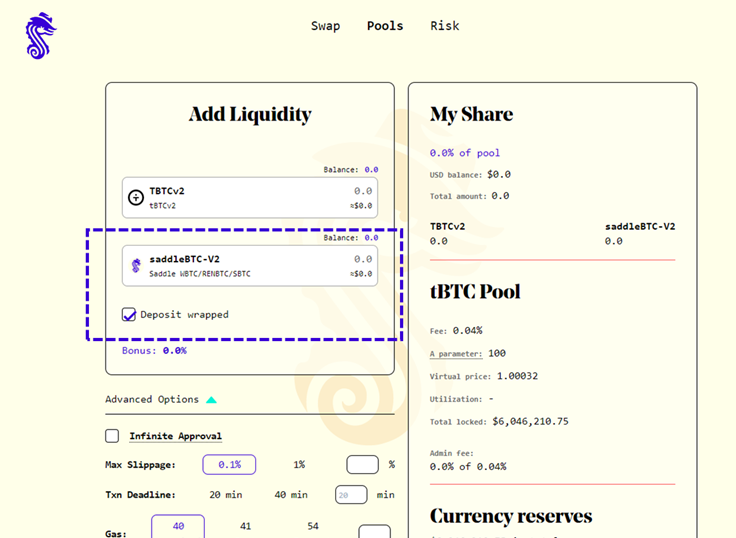 Swap Pools Risk
Add Liquidity
Balance: 0.0
TBTCv2 0.0
tBTCv2 ≈$0.0
Balance: 0.0
saddleBTC-V2 0.0
Saddle WBTC/RENBTC/SBTC ≈$0.0
Deposit wrapped
Bonus: 0.0%
Advanced Options
Infinite Approval
Max Slippage: 0.1% 1% %
Txn Deadline: 20 min 40 min 20 min
Gas: 40 41 54
My Share
0.0% of pool
USD balance: $0.0
Total amount: 0.0
TBTCv2 saddleBTC-V2
0.0 0.0
tBTC Pool
Fee: 0.04%
A parameter: 100
Virtual price: 1.00032
Utilization: -
Total locked: $6,046,210.75
Admin fee:
0.0% of 0.04%
Currency reserves